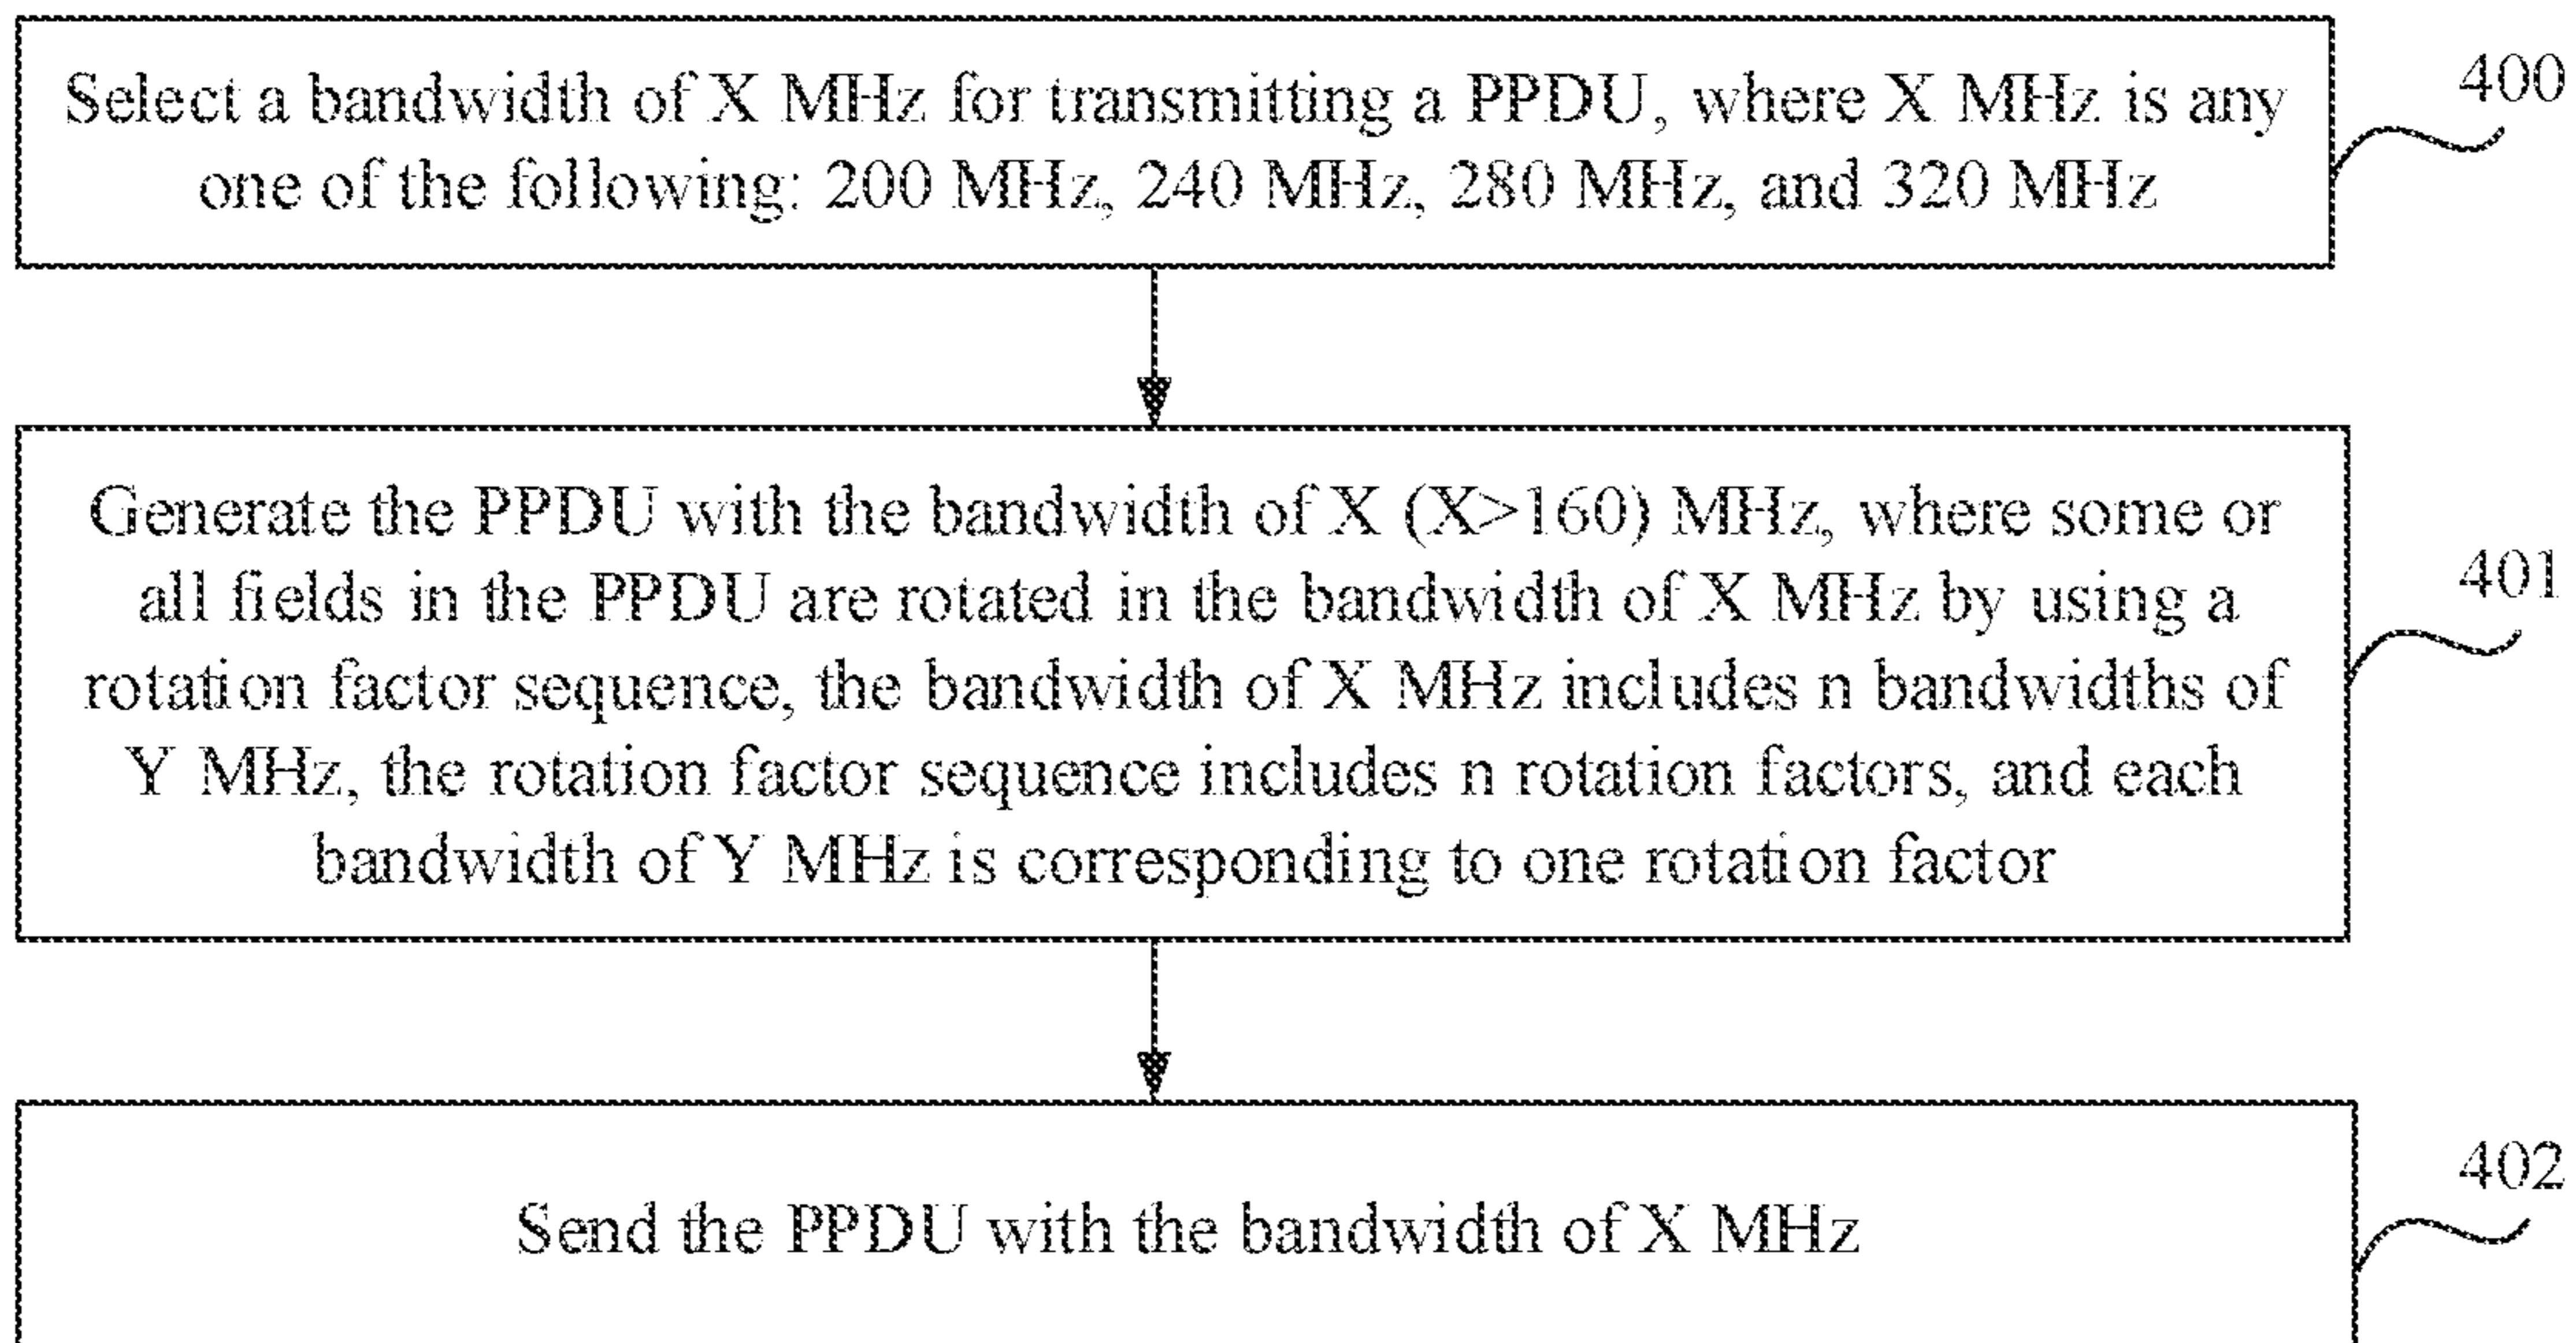 Select a bandwidth of X MHz for transmitting a PPDU, where X MHz is any
one of the following: 200 MHz, 240 MHz, 280 MHz, and 320 MHz
400
Generate the PPDU with the bandwidth of X (X>160) MHz, where some or
all fields in the PPDU are rotated in the bandwidth of X MHz by using a
rotation factor sequence, the bandwidth of X MHz includes n bandwidths of
Y MHz, the rotation factor sequence includes n rotation factors, and each
bandwidth of Y MHz is corresponding to one rotation factor
401
Send the PPDU with the bandwidth of X MHz
402